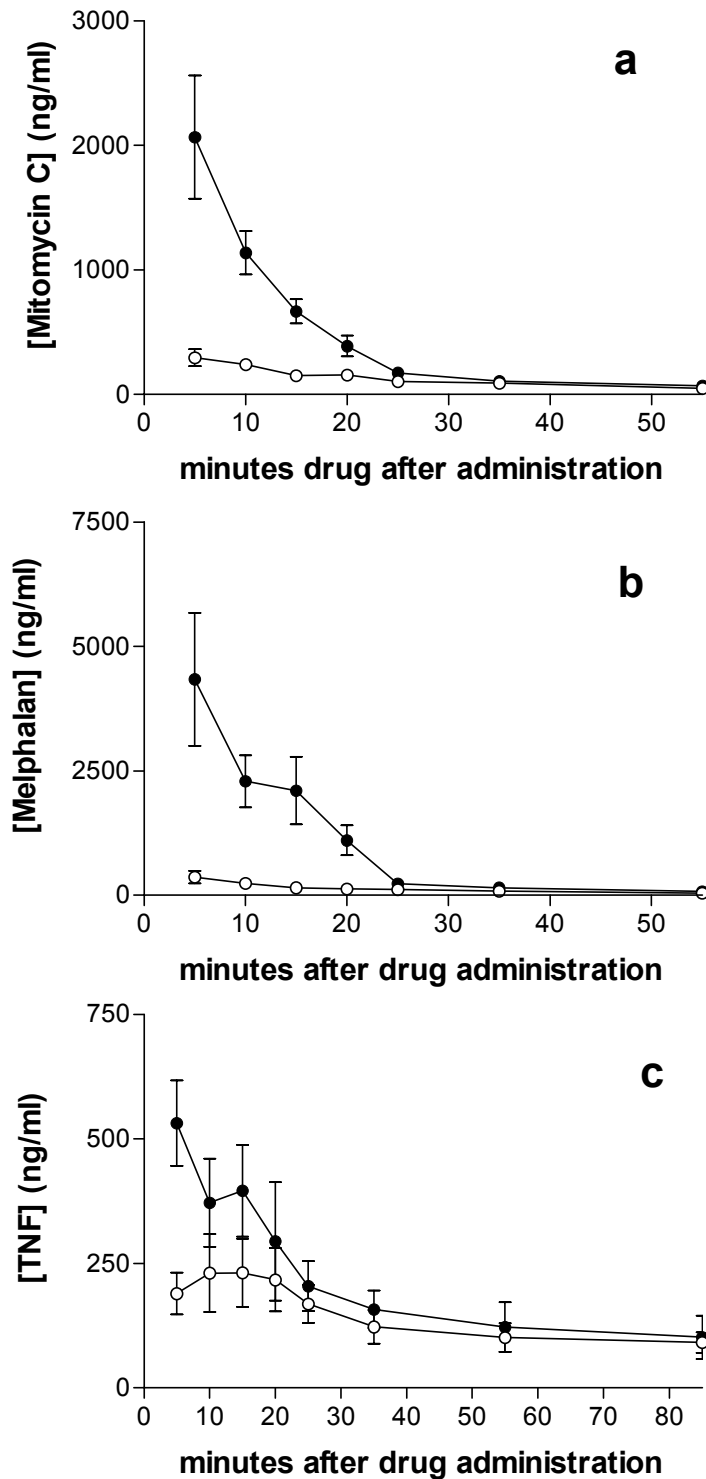 a
[Mitomycin C] (ng/ml)
3000
2000
1000
0
0 10 20 30 40 50
minutes drug after administration
b
[Melphalan] (ng/ml)
7500
5000
2500
0
0 10 20 30 40 50
minutes after drug administration
c
[TNF] (ng/ml)
750
500
250
0
0 10 20 30 40 50 60 70 80
minutes after drug administration